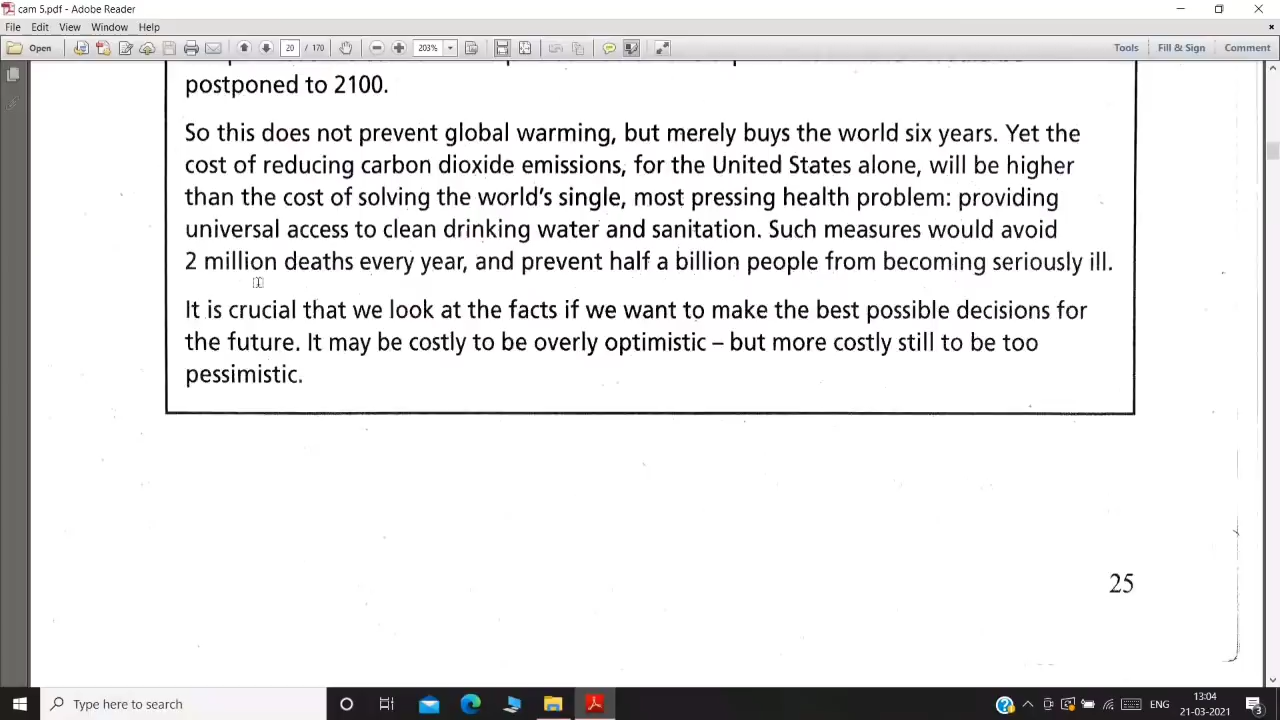 cam 5.pdf - Adobe Reader
File Edit View Window Help
Open 20 / 170 203% Tools Fill & Sign Comment
postponed to 2100.
So this does not prevent global warming, but merely buys the world six years. Yet the
cost of reducing carbon dioxide emissions, for the United States alone, will be higher
than the cost of solving the world's single, most pressing health problem: providing
universal access to clean drinking water and sanitation. Such measures would avoid
2 million deaths every year, and prevent half a billion people from becoming seriously ill.
It is crucial that we look at the facts if we want to make the best possible decisions for
the future. It may be costly to be overly optimistic – but more costly still to be too
pessimistic.
25
Type here to search
ENG
13:04
21-03-2021
3